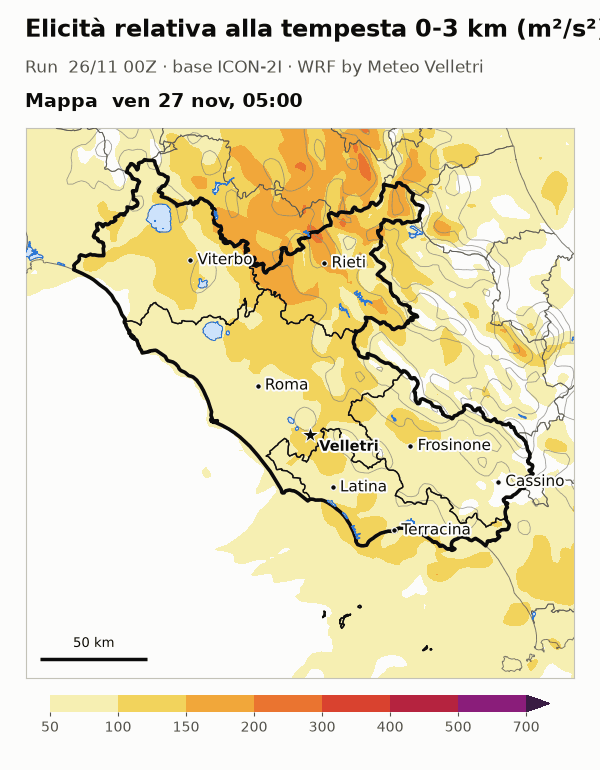 Elicità relativa alla tempesta 0-3 km (m²/s²)
Run  26/11 00Z · base ICON-2I · WRF by Meteo Velletri
Mappa  ven 27 nov, 05:00
Viterbo
Rieti
Roma
Velletri
Frosinone
Cassino
Latina
Terracina
50 km
50 100 150 200 300 400 500 700